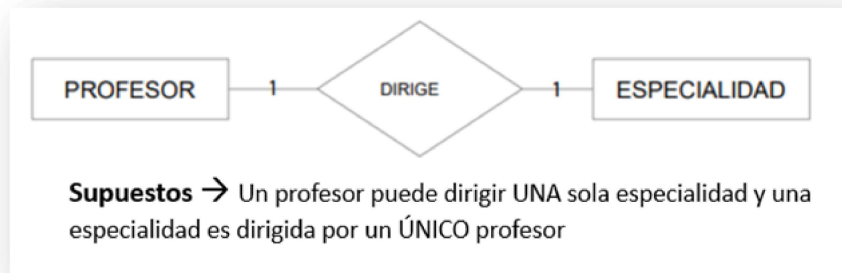 PROFESOR 1 DIRIGE 1 ESPECIALIDAD
Supuestos → Un profesor puede dirigir UNA sola especialidad y una
especialidad es dirigida por un ÚNICO profesor